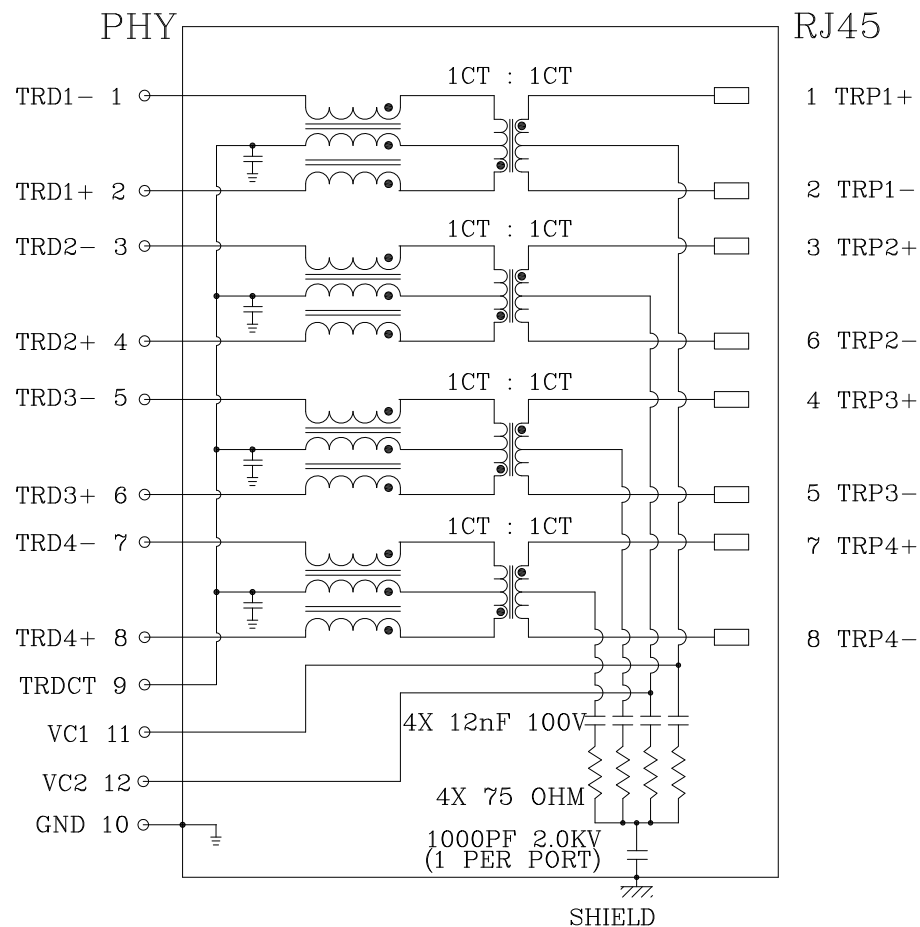 PHY RJ45
1CT : 1CT
TRD1- 1 1 TRP1+
TRD1+ 2 2 TRP1-
1CT : 1CT
TRD2- 3 3 TRP2+
TRD2+ 4 6 TRP2-
1CT : 1CT
TRD3- 5 4 TRP3+
TRD3+ 6 5 TRP3-
1CT : 1CT
TRD4- 7 7 TRP4+
TRD4+ 8 8 TRP4-
TRDCT 9
VC1 11
4X 12nF 100V
VC2 12
4X 75 OHM
GND 10
1000PF 2.0KV
(1 PER PORT)
SHIELD